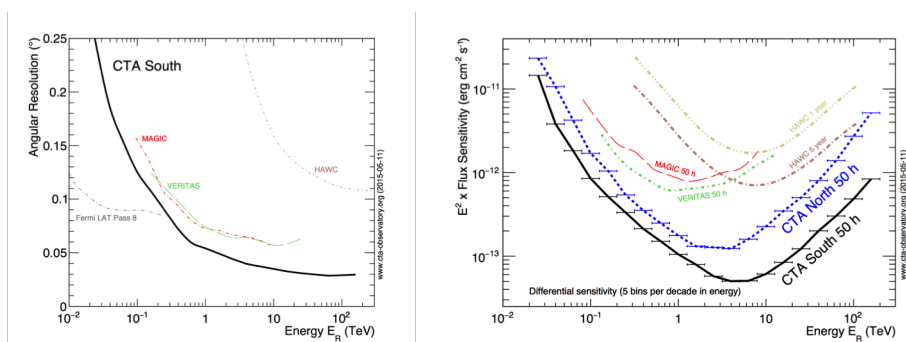 Angular Resolution (°)
0.25
0.2
0.15
0.1
0.05
0
CTA South
MAGIC
VERITAS
HAWC
Fermi LAT Pass 8
www.cta-observatory.org (2015-05-11)
10⁻² 10⁻¹ 1 10 10²
Energy E_R (TeV)
E² x Flux Sensitivity (erg cm⁻² s⁻¹)
10⁻¹¹
10⁻¹²
10⁻¹³
HAWC 1 year
HAWC 5 year
MAGIC 50 h
VERITAS 50 h
CTA North 50 h
CTA South 50 h
Differential sensitivity (5 bins per decade in energy)
www.cta-observatory.org (2015-05-11)
10⁻² 10⁻¹ 1 10 10²
Energy E_R (TeV)